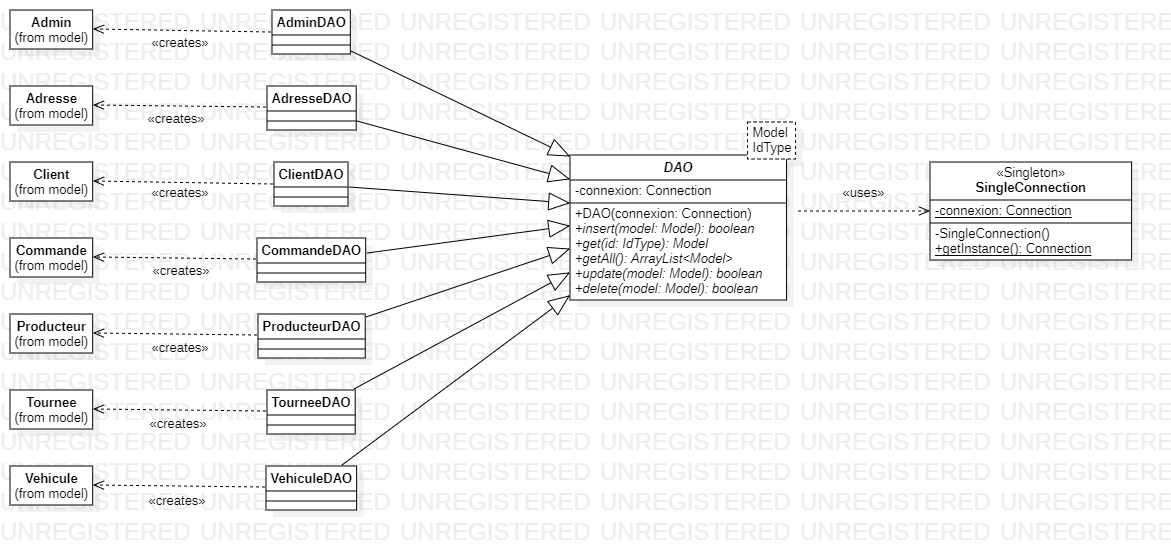 Admin
(from model)
«creates»
AdminDAO
Adresse
(from model)
«creates»
AdresseDAO
Client
(from model)
«creates»
ClientDAO
Commande
(from model)
«creates»
CommandeDAO
Producteur
(from model)
«creates»
ProducteurDAO
Tournee
(from model)
«creates»
TourneeDAO
Vehicule
(from model)
«creates»
VehiculeDAO
Model
IdType
DAO
-connexion: Connection
+DAO(connexion: Connection)
+insert(model: Model): boolean
+get(id: IdType): Model
+getAll(): ArrayList<Model>
+update(model: Model): boolean
+delete(model: Model): boolean
«uses»
«Singleton»
SingleConnection
-connexion: Connection
-SingleConnection()
+getInstance(): Connection
UNREGISTERED UNREGISTERED UNREGISTERED UNREGISTERED UNREGISTERED UNREGISTERED